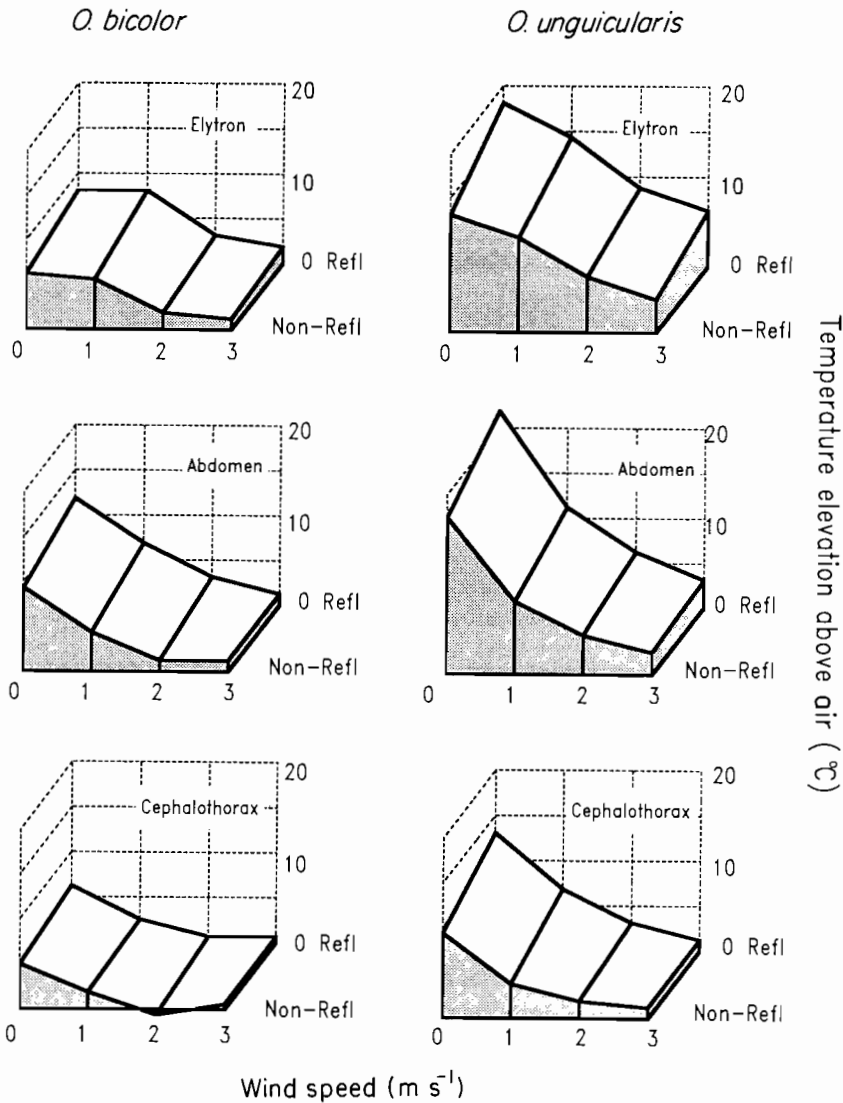 O. bicolor
O. unguicularis
20
Elytron
10
0 Refl
Non-Refl
0 1 2 3
20
Elytron
10
0 Refl
Non-Refl
0 1 2 3
20
Abdomen
10
0 Refl
Non-Refl
0 1 2 3
20
Abdomen
10
0 Refl
Non-Refl
0 1 2 3
20
Cephalothorax
10
0 Refl
Non-Refl
0 1 2 3
20
Cephalothorax
10
0 Refl
Non-Refl
0 1 2 3
Wind speed (m s⁻¹)
Temperature elevation above air (°C)